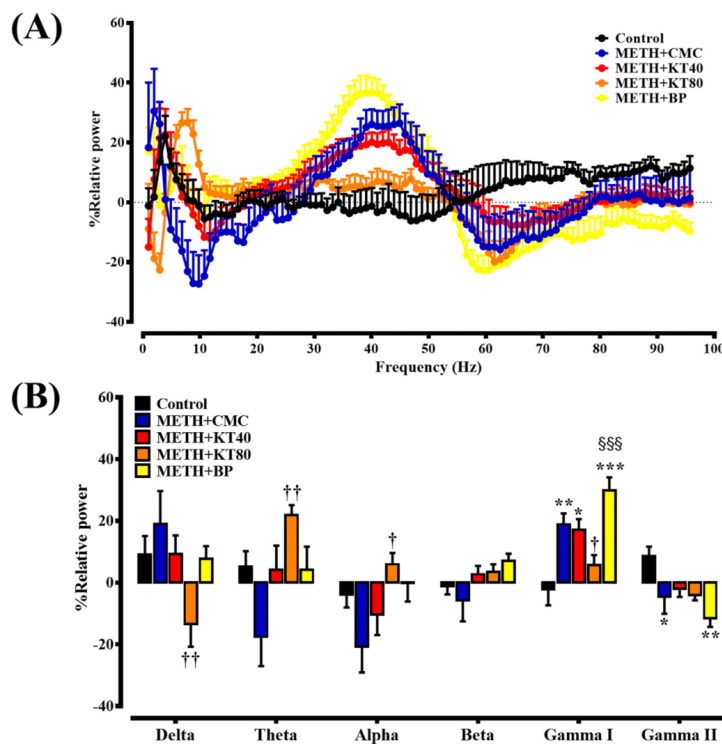 (A)
60
40
20
0
-20
-40
%Relative power
Control
METH+CMC
METH+KT40
METH+KT80
METH+BP
0 10 20 30 40 50 60 70 80 90 100
Frequency (Hz)
(B)
60
40
20
0
-20
-40
%Relative power
Control
METH+CMC
METH+KT40
METH+KT80
METH+BP
††
††
†
**
*
†
§§§
***
*
**
Delta Theta Alpha Beta Gamma I Gamma II